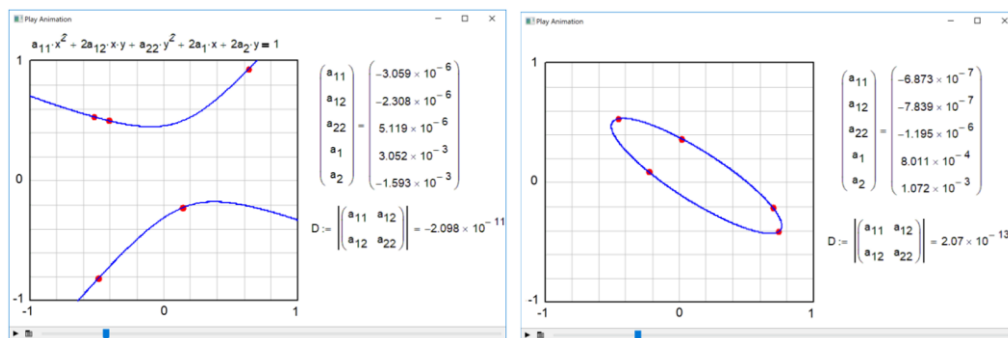 Play Animation
a₁₁·x² + 2a₁₂·x·y + a₂₂·y² + 2a₁·x + 2a₂·y = 1
1
0
-1
-1 0 1
a₁₁
a₁₂
a₂₂
a₁
a₂
=
-3.059 × 10⁻⁶
-2.308 × 10⁻⁶
5.119 × 10⁻⁶
3.052 × 10⁻³
-1.593 × 10⁻³
D := |(a₁₁ a₁₂
a₁₂ a₂₂)| = -2.098 × 10⁻¹¹
Play Animation
1
0
-1
-1 0 1
a₁₁
a₁₂
a₂₂
a₁
a₂
=
-6.873 × 10⁻⁷
-7.839 × 10⁻⁷
-1.195 × 10⁻⁶
8.011 × 10⁻⁴
1.072 × 10⁻³
D := |(a₁₁ a₁₂
a₁₂ a₂₂)| = 2.07 × 10⁻¹³